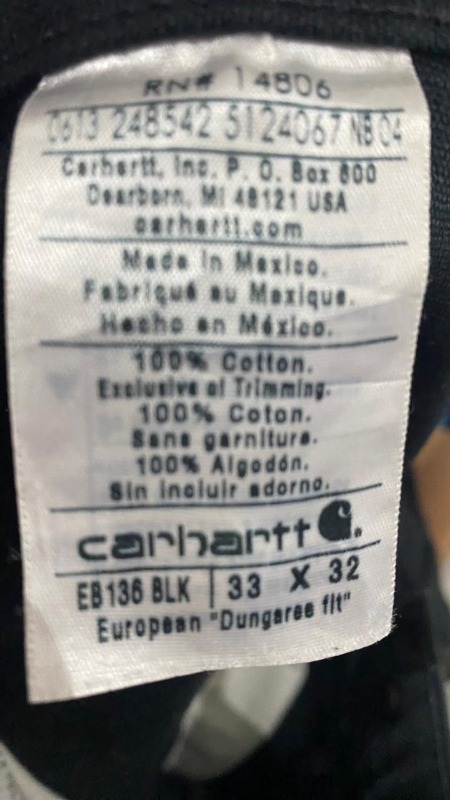 RN# 14806
0613 248542 5124067 NB 04
Carhartt, Inc. P. O. Box 600
Dearborn, MI 48121 USA
carhartt.com
Made in Mexico.
Fabriqué au Mexique.
Hecho en México.
100% Cotton.
Exclusive of Trimming.
100% Coton.
Sans garniture.
100% Algodón.
Sin incluir adorno.
carhartt
EB136 BLK | 33 X 32
European "Dungaree fit"